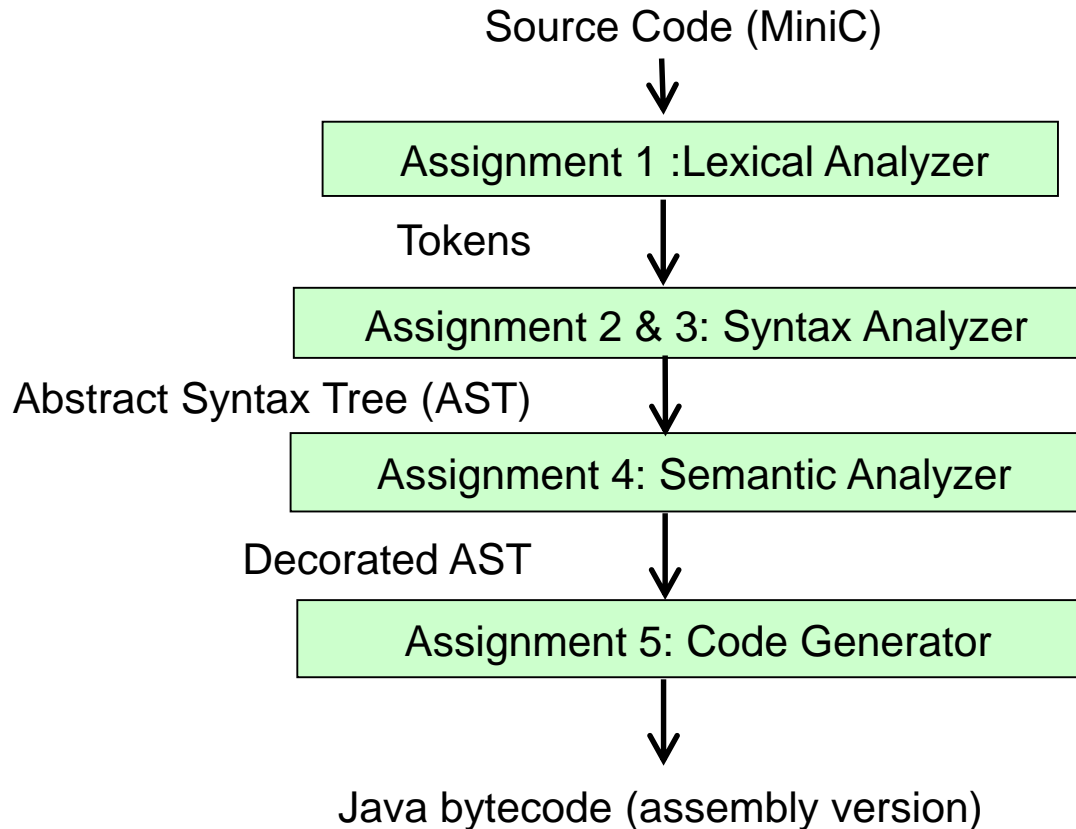 Source Code (MiniC)
Assignment 1 :Lexical Analyzer
Tokens
Assignment 2 & 3: Syntax Analyzer
Abstract Syntax Tree (AST)
Assignment 4: Semantic Analyzer
Decorated AST
Assignment 5: Code Generator
Java bytecode (assembly version)